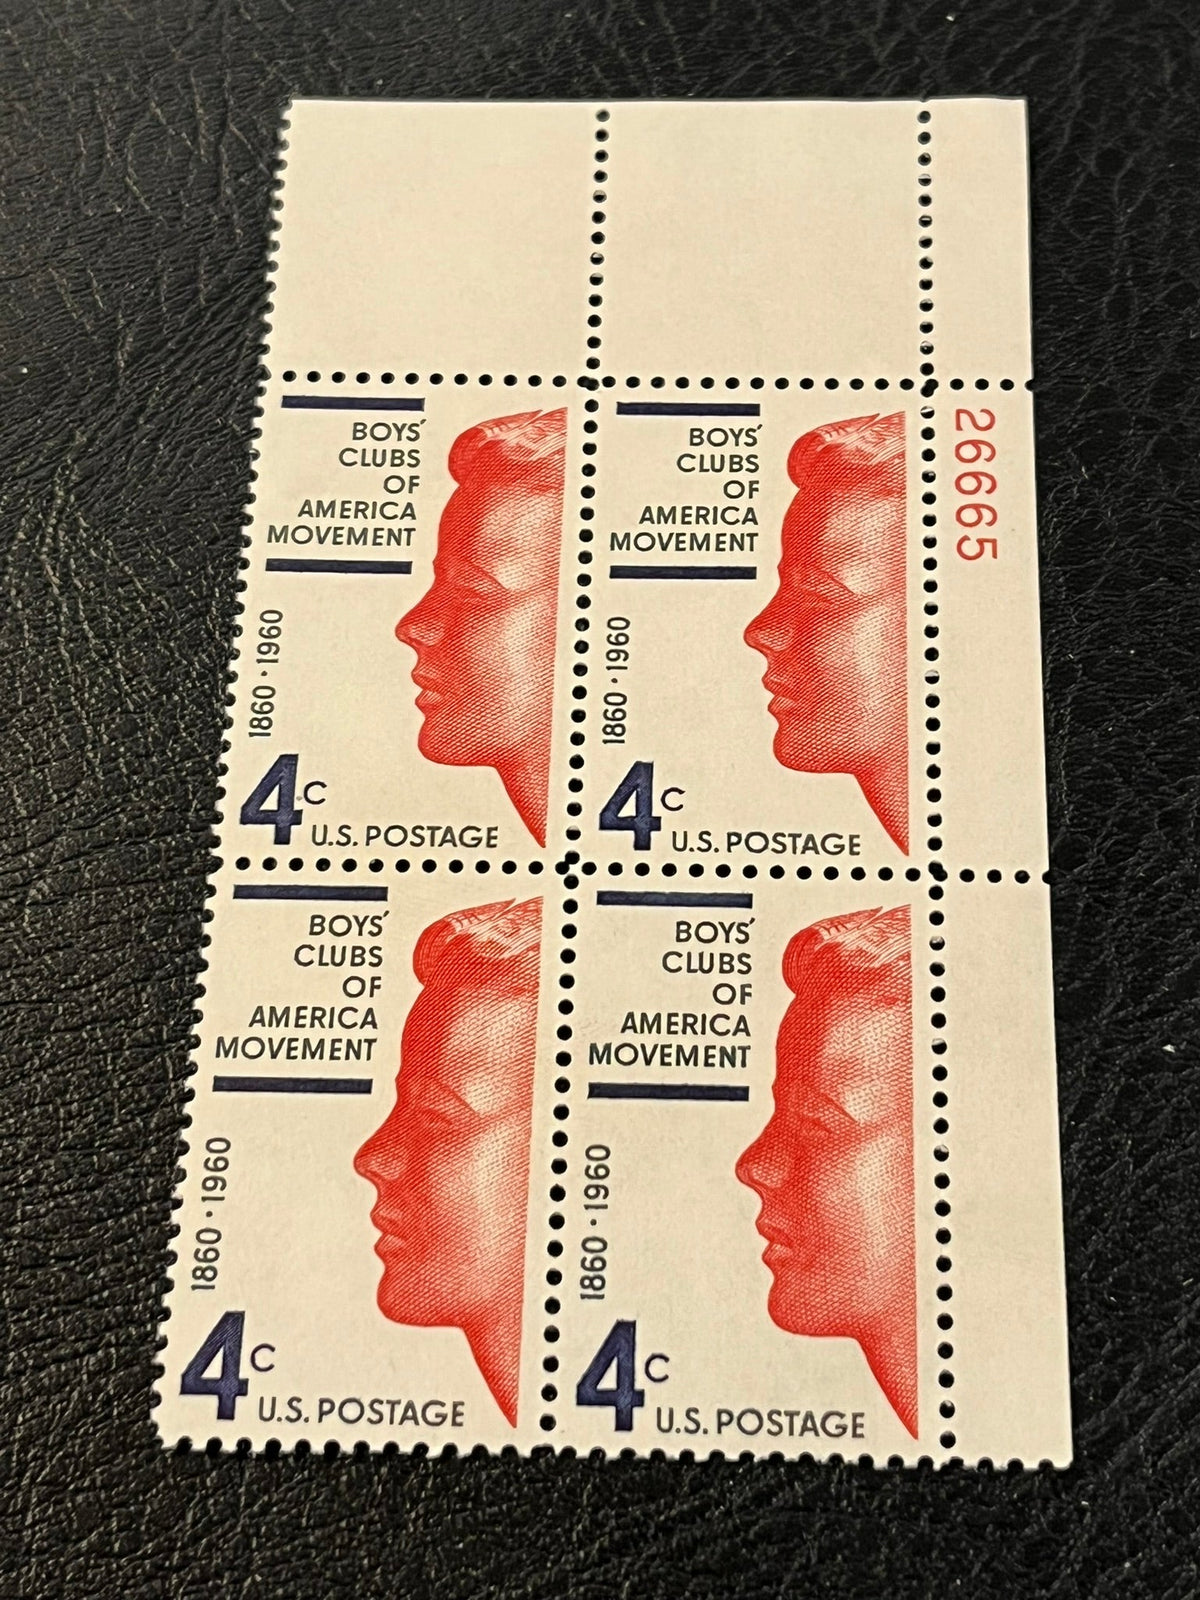 BOYS'
CLUBS
OF
AMERICA
MOVEMENT
1860·1960
4c
U.S. POSTAGE
BOYS'
CLUBS
OF
AMERICA
MOVEMENT
1860·1960
4c
U.S. POSTAGE
26665
BOYS'
CLUBS
OF
AMERICA
MOVEMENT
1860·1960
4c
U.S. POSTAGE
BOYS'
CLUBS
OF
AMERICA
MOVEMENT
1860·1960
4c
U.S. POSTAGE